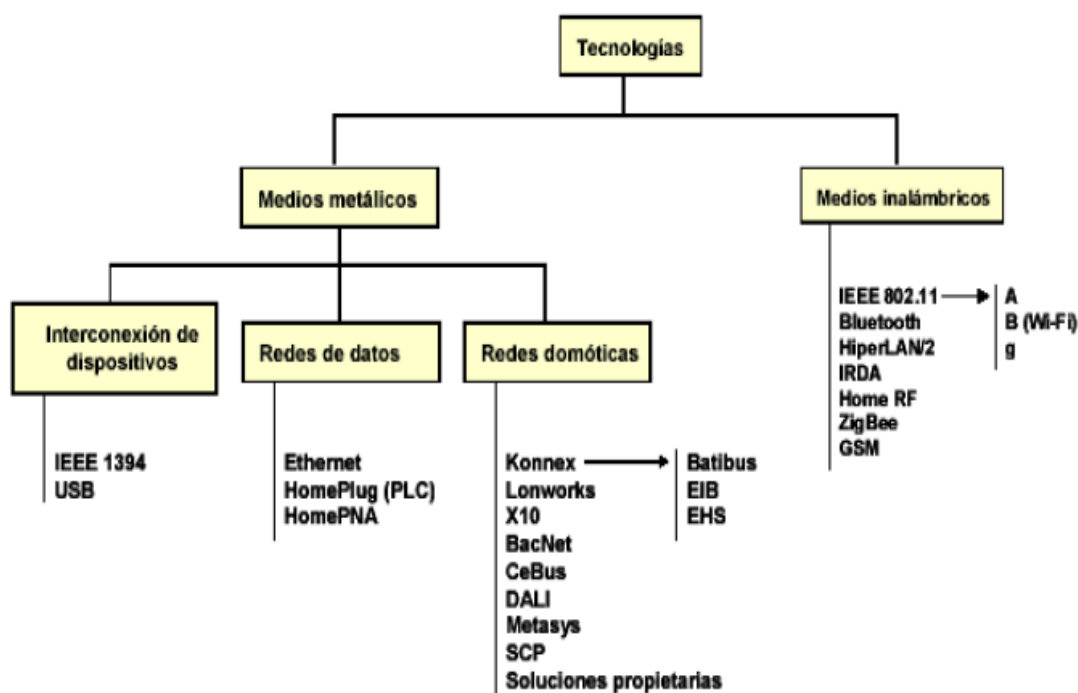 Tecnologías
Medios metálicos
Medios inalámbricos
Interconexión de
dispositivos
Redes de datos
Redes domóticas
IEEE 1394
USB
Ethernet
HomePlug (PLC)
HomePNA
Konnex
Lonworks
X10
BacNet
CeBus
DALI
Metasys
SCP
Soluciones propietarias
Batibus
EIB
EHS
IEEE 802.11
Bluetooth
HiperLAN/2
IRDA
Home RF
ZigBee
GSM
A
B (Wi-Fi)
g